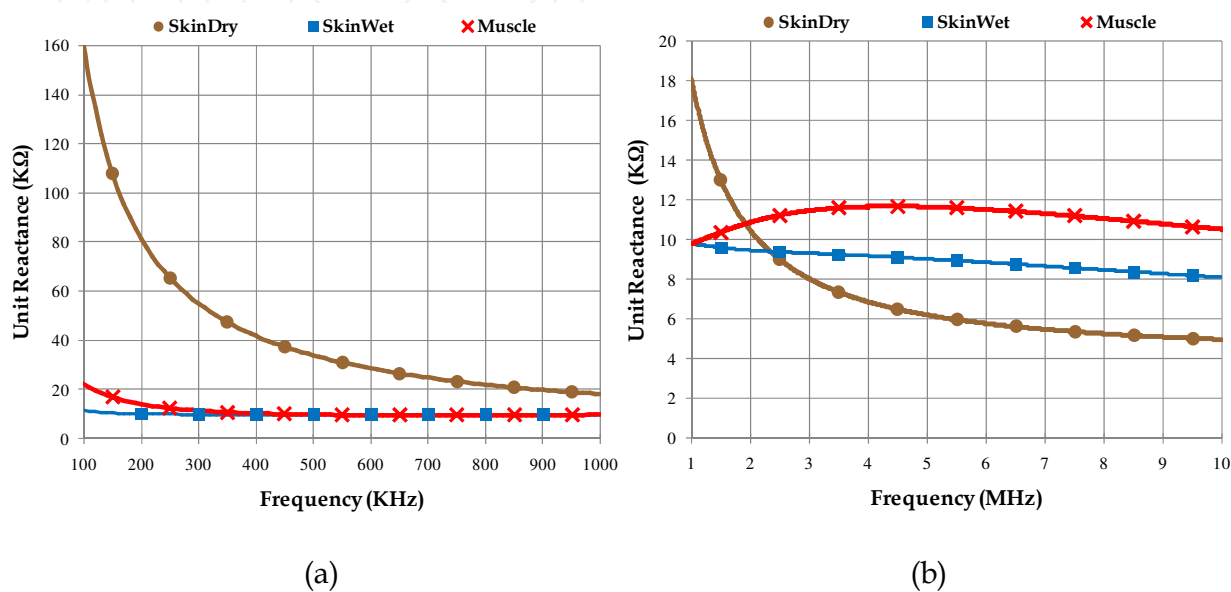 SkinDry SkinWet Muscle
160
140
120
100
80
60
40
20
0
Unit Reactance (KΩ)
100 200 300 400 500 600 700 800 900 1000
Frequency (KHz)
(a)
SkinDry SkinWet Muscle
20
18
16
14
12
10
8
6
4
2
0
Unit Reactance (KΩ)
1 2 3 4 5 6 7 8 9 10
Frequency (MHz)
(b)